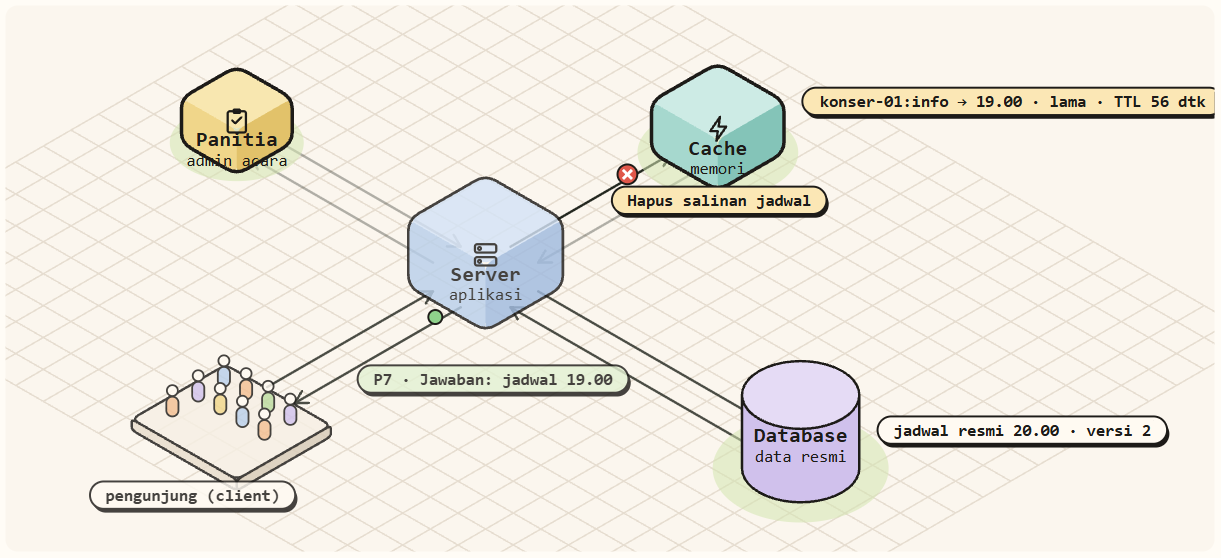 Panitia
admin acara
Cache
memori
konser-01:info → 19.00 · lama · TTL 56 dtk
Hapus salinan jadwal
Server
aplikasi
P7 · Jawaban: jadwal 19.00
Database
data resmi
jadwal resmi 20.00 · versi 2
pengunjung (client)